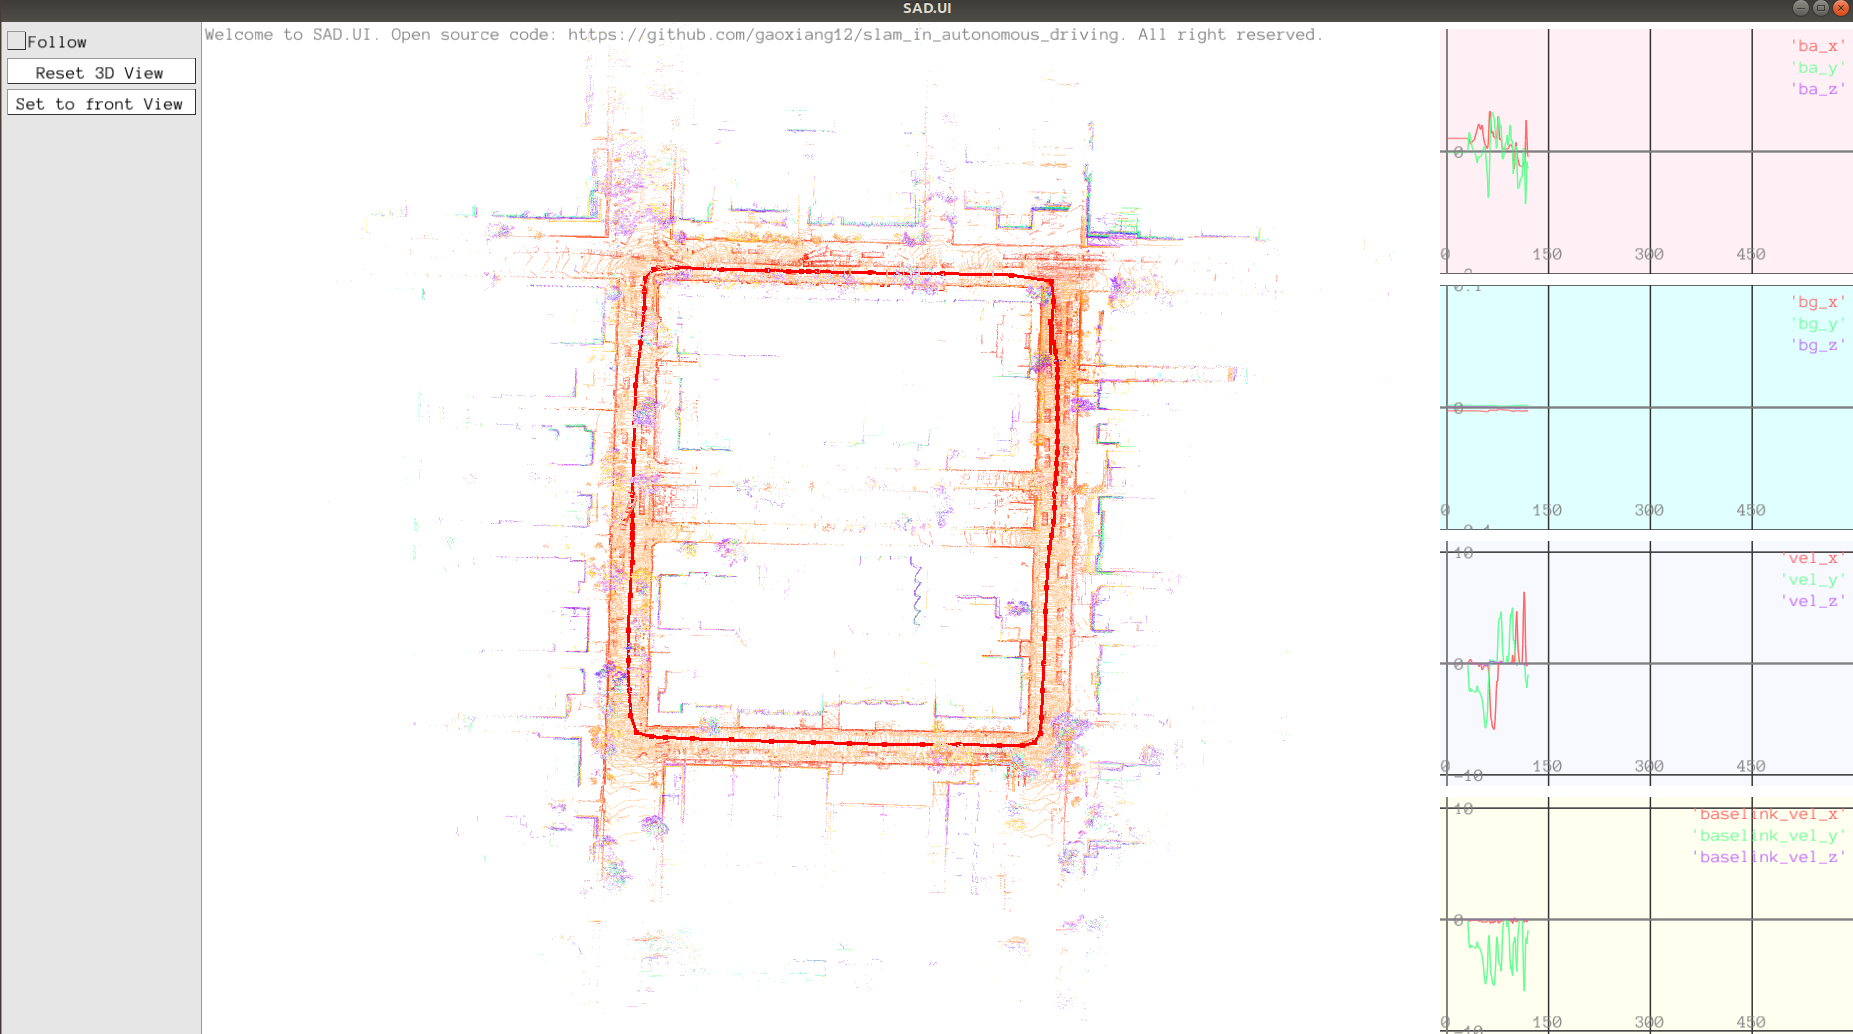 SAD.UI
Follow
Reset 3D View
Set to front View
Welcome to SAD.UI. Open source code: https://github.com/gaoxiang12/slam_in_autonomous_driving. All right reserved.
'ba_x'
'ba_y'
'ba_z'
0
0 150 300 450
0.1
'bg_x'
'bg_y'
'bg_z'
0
0 150 300 450
10
'vel_x'
'vel_y'
'vel_z'
0
0 150 300 450
-10
10
'baselink_vel_x'
'baselink_vel_y'
'baselink_vel_z'
0
0 150 300 450
-10